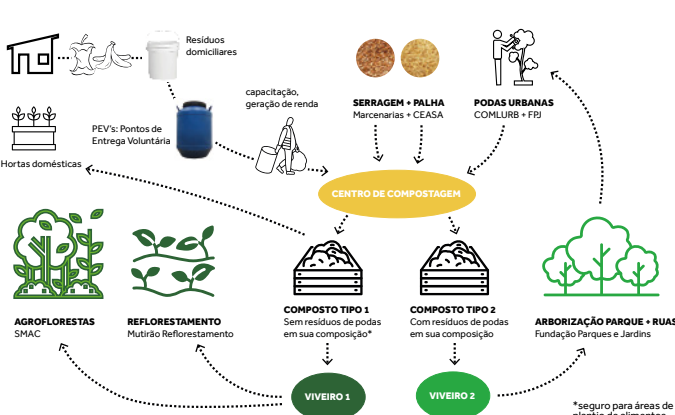 Resíduos
domiciliares
capacitação,
geração de renda
SERRAGEM + PALHA
Marcenarias + CEASA
PODAS URBANAS
COMLURB + FPJ
PEV's: Pontos de
Entrega Voluntária
Hortas domésticas
CENTRO DE COMPOSTAGEM
AGROFLORESTAS
SMAC
REFLORESTAMENTO
Mutirão Reflorestamento
COMPOSTO TIPO 1
Sem resíduos de podas
em sua composição*
COMPOSTO TIPO 2
Com resíduos de podas
em sua composição
ARBORIZAÇÃO PARQUE + RUAS
Fundação Parques e Jardins
VIVEIRO 1
VIVEIRO 2
*seguro para áreas de
plantio de alimentos